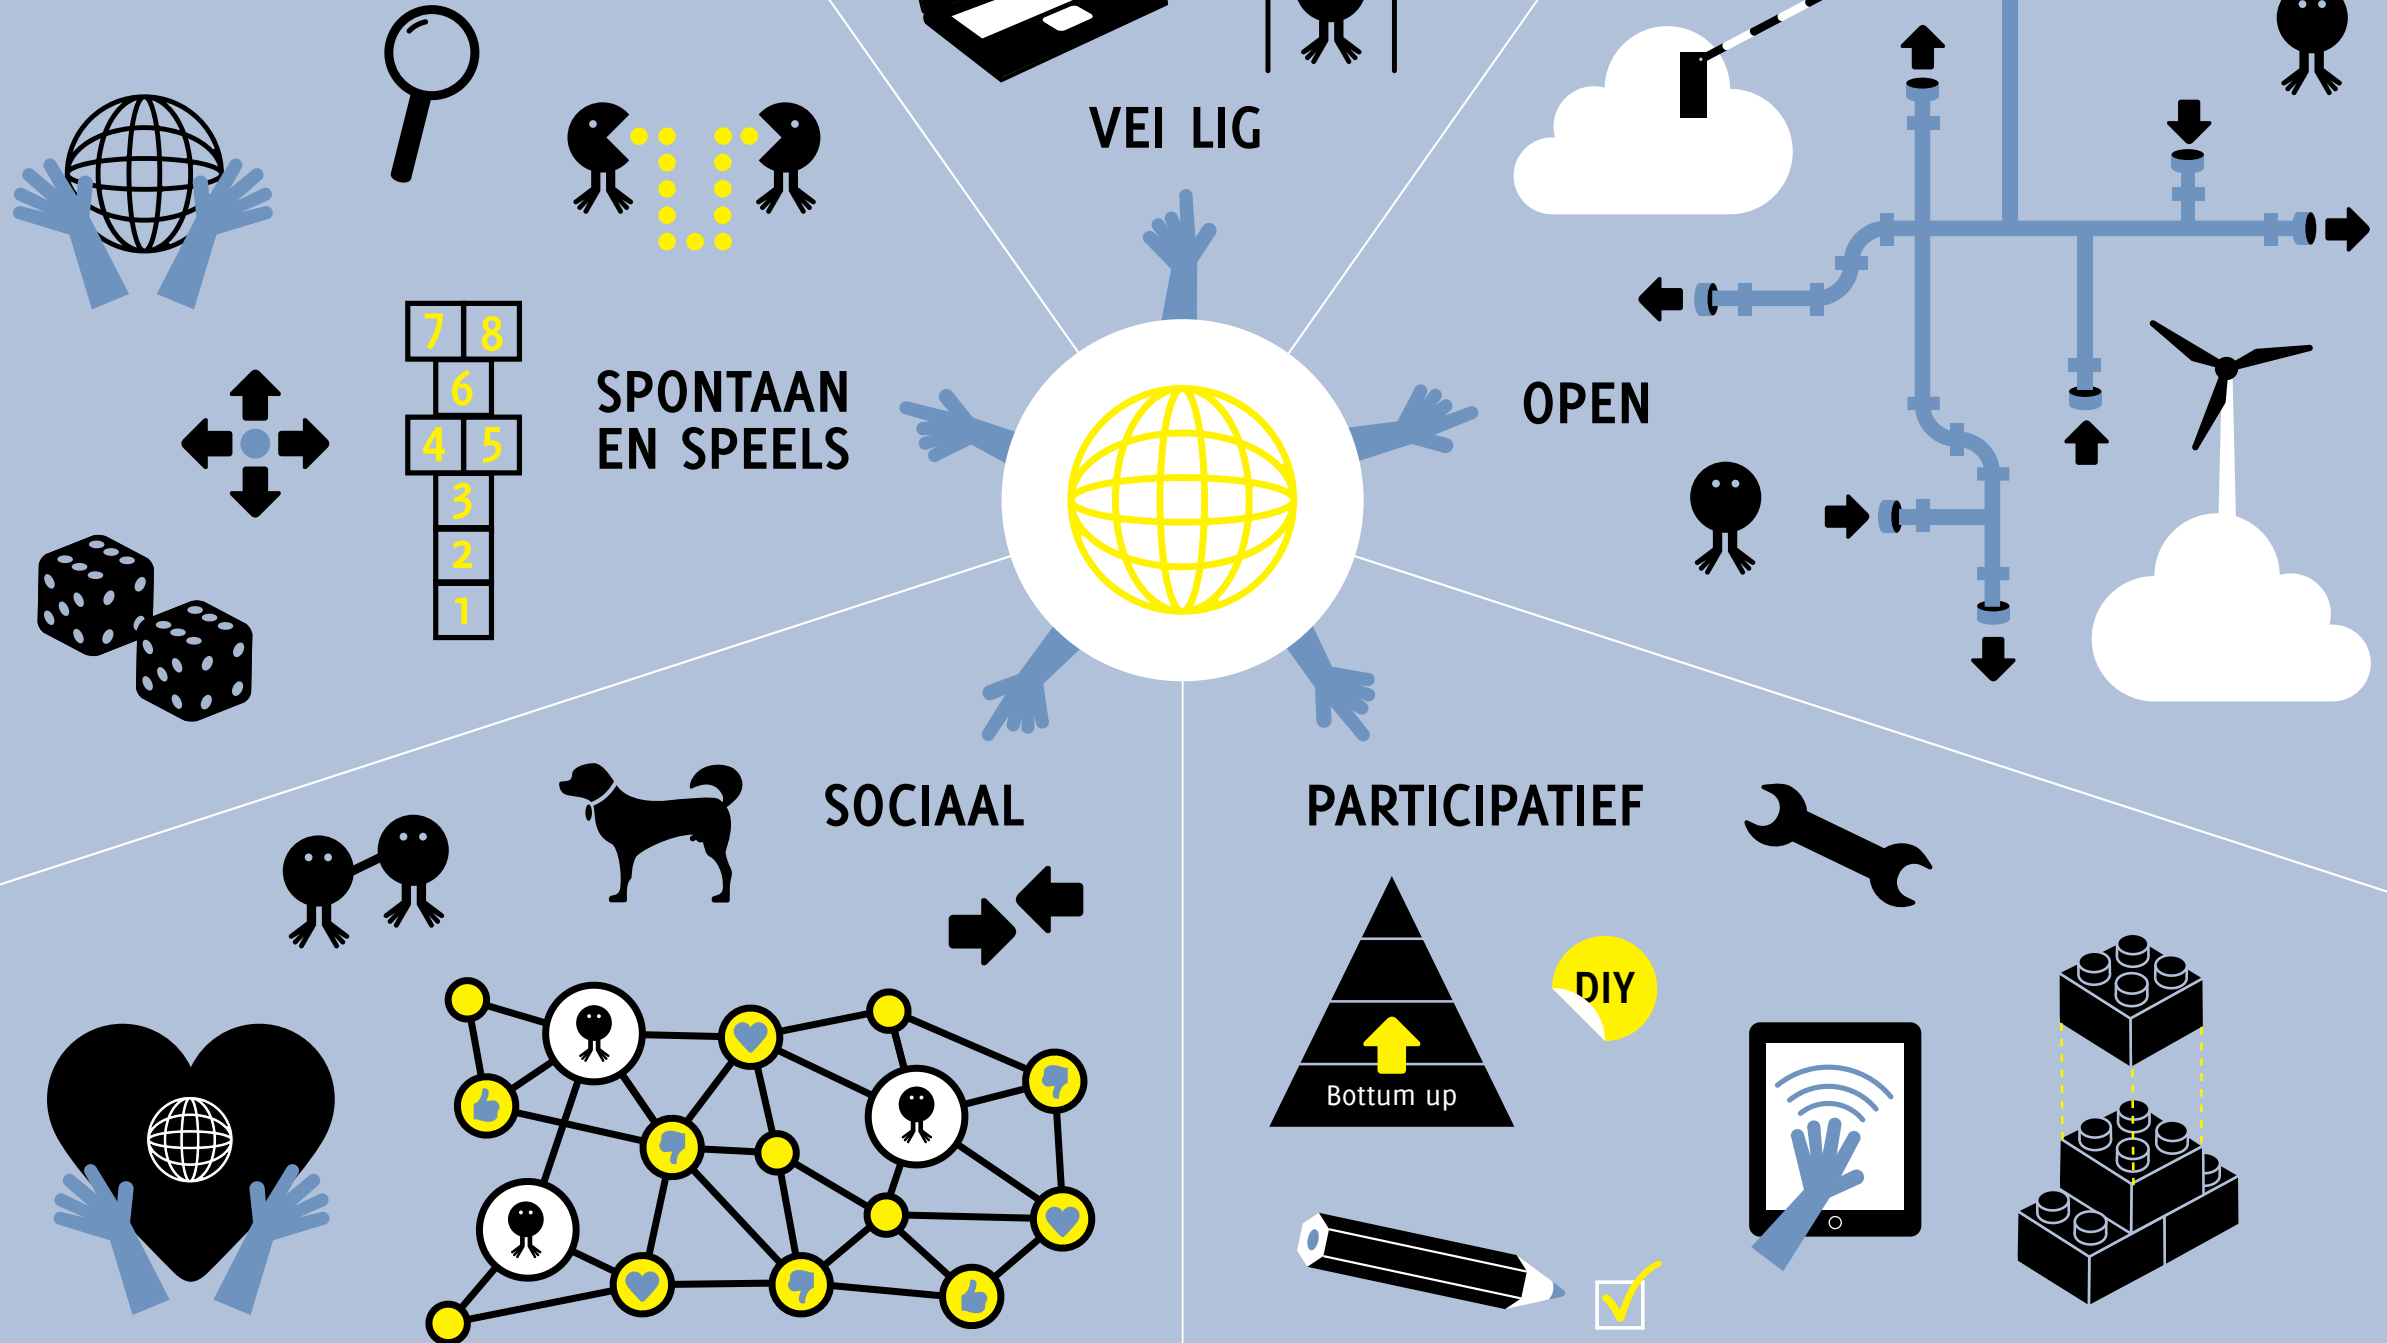 VEI LIG
SPONTAAN
EN SPEELS
7 8
6
4 5
3
2
1
OPEN
SOCIAAL
PARTICIPATIEF
DIY
Bottum up